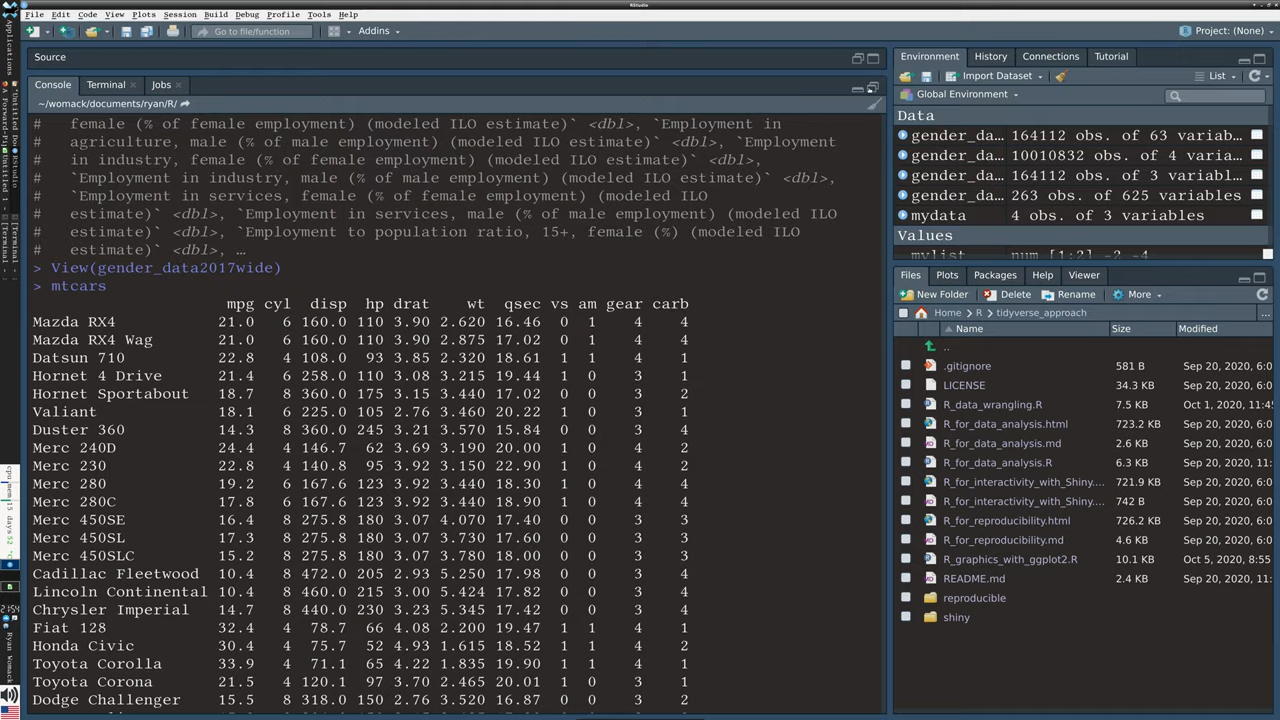 RStudio
File Edit Code View Plots Session Build Debug Profile Tools Help
Go to file/function Addins Project: (None)
Source
Console Terminal Jobs
~/womack/documents/ryan/R/
# female (% of female employment) (modeled ILO estimate)` <dbl>, `Employment in
# agriculture, male (% of male employment) (modeled ILO estimate)` <dbl>, `Employment
# in industry, female (% of female employment) (modeled ILO estimate)` <dbl>,
# `Employment in industry, male (% of male employment) (modeled ILO estimate)` <dbl>,
# `Employment in services, female (% of female employment) (modeled ILO
# estimate)` <dbl>, `Employment in services, male (% of male employment) (modeled ILO
# estimate)` <dbl>, `Employment to population ratio, 15+, female (%) (modeled ILO
# estimate)` <dbl>, …
> View(gender_data2017wide)
> mtcars
mpg cyl disp hp drat wt qsec vs am gear carb
Mazda RX4 21.0 6 160.0 110 3.90 2.620 16.46 0 1 4 4
Mazda RX4 Wag 21.0 6 160.0 110 3.90 2.875 17.02 0 1 4 4
Datsun 710 22.8 4 108.0 93 3.85 2.320 18.61 1 1 4 1
Hornet 4 Drive 21.4 6 258.0 110 3.08 3.215 19.44 1 0 3 1
Hornet Sportabout 18.7 8 360.0 175 3.15 3.440 17.02 0 0 3 2
Valiant 18.1 6 225.0 105 2.76 3.460 20.22 1 0 3 1
Duster 360 14.3 8 360.0 245 3.21 3.570 15.84 0 0 3 4
Merc 240D 24.4 4 146.7 62 3.69 3.190 20.00 1 0 4 2
Merc 230 22.8 4 140.8 95 3.92 3.150 22.90 1 0 4 2
Merc 280 19.2 6 167.6 123 3.92 3.440 18.30 1 0 4 4
Merc 280C 17.8 6 167.6 123 3.92 3.440 18.90 1 0 4 4
Merc 450SE 16.4 8 275.8 180 3.07 4.070 17.40 0 0 3 3
Merc 450SL 17.3 8 275.8 180 3.07 3.730 17.60 0 0 3 3
Merc 450SLC 15.2 8 275.8 180 3.07 3.780 18.00 0 0 3 3
Cadillac Fleetwood 10.4 8 472.0 205 2.93 5.250 17.98 0 0 3 4
Lincoln Continental 10.4 8 460.0 215 3.00 5.424 17.82 0 0 3 4
Chrysler Imperial 14.7 8 440.0 230 3.23 5.345 17.42 0 0 3 4
Fiat 128 32.4 4 78.7 66 4.08 2.200 19.47 1 1 4 1
Honda Civic 30.4 4 75.7 52 4.93 1.615 18.52 1 1 4 2
Toyota Corolla 33.9 4 71.1 65 4.22 1.835 19.90 1 1 4 1
Toyota Corona 21.5 4 120.1 97 3.70 2.465 20.01 1 0 3 1
Dodge Challenger 15.5 8 318.0 150 2.76 3.520 16.87 0 0 3 2
Environment History Connections Tutorial
Import Dataset List
Global Environment
Data
gender_da… 164112 obs. of 63 variab…
gender_da… 10010832 obs. of 4 varia…
gender_da… 164112 obs. of 3 variabl…
gender_da… 263 obs. of 625 variables
mydata 4 obs. of 3 variables
Values
mylist num [1:2] -2 -4
Files Plots Packages Help Viewer
New Folder Delete Rename More
Home R tidyverse_approach ...
Name Size Modified
..
.gitignore 581 B Sep 20, 2020, 6:0
LICENSE 34.3 KB Sep 20, 2020, 6:0
R_data_wrangling.R 7.5 KB Oct 1, 2020, 11:45
R_for_data_analysis.html 723.2 KB Sep 20, 2020, 6:0
R_for_data_analysis.md 2.6 KB Sep 20, 2020, 6:0
R_for_data_analysis.R 6.3 KB Sep 20, 2020, 11:
R_for_interactivity_with_Shiny.... 721.9 KB Sep 20, 2020, 6:0
R_for_interactivity_with_Shiny.... 742 B Sep 20, 2020, 6:0
R_for_reproducibility.html 726.2 KB Sep 20, 2020, 6:0
R_for_reproducibility.md 4.6 KB Sep 20, 2020, 6:0
R_graphics_with_ggplot2.R 10.1 KB Oct 5, 2020, 8:55
README.md 2.4 KB Sep 20, 2020, 6:0
reproducible
shiny
Applications
RStudio
[Terminal]
[Terminal -
cpu mem 15 days 52 °C
21:54
Ryan Womack